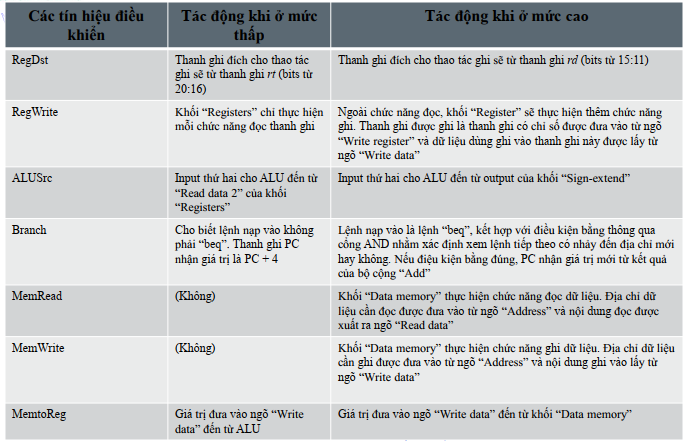 Các tín hiệu điều khiển
Tác động khi ở mức thấp
Tác động khi ở mức cao
RegDst
Thanh ghi đích cho thao tác
ghi sẽ từ thanh ghi rt (bits từ
20:16)
Thanh ghi đích cho thao tác ghi sẽ từ thanh ghi rd (bits từ 15:11)
RegWrite
Khối “Registers” chỉ thực hiện
mỗi chức năng đọc thanh ghi
Ngoài chức năng đọc, khối “Register” sẽ thực hiện thêm chức năng
ghi. Thanh ghi được ghi là thanh ghi có chỉ số được đưa vào từ ngõ
“Write register” và dữ liệu dùng ghi vào thanh ghi này được lấy từ
ngõ “Write data”
ALUSrc
Input thứ hai cho ALU đến từ
“Read data 2” của khối
“Registers”
Input thứ hai cho ALU đến từ output của khối “Sign-extend”
Branch
Cho biết lệnh nạp vào không
phải “beq”. Thanh ghi PC
nhận giá trị là PC + 4
Lệnh nạp vào là lệnh “beq”, kết hợp với điều kiện bằng thông qua
cổng AND nhằm xác định xem lệnh tiếp theo có nhảy đến địa chỉ mới
hay không. Nếu điệu kiện bằng đúng, PC nhận giá trị mới từ kết quả
của bộ cộng “Add”
MemRead
(Không)
Khối “Data memory” thực hiện chức năng đọc dữ liệu. Địa chỉ dữ
liệu cần đọc được đưa vào từ ngõ “Address” và nội dung đọc được
xuất ra ngõ “Read data”
MemWrite
(Không)
Khối “Data memory” thực hiện chức năng ghi dữ liệu. Địa chỉ dữ liệu
cần ghi được đưa vào từ ngõ “Address” và nội dung ghi vào lấy từ
ngõ “Write data”
MemtoReg
Giá trị đưa vào ngõ “Write
data” đến từ ALU
Giá trị đưa vào ngõ “Write data” đến từ khối “Data memory”